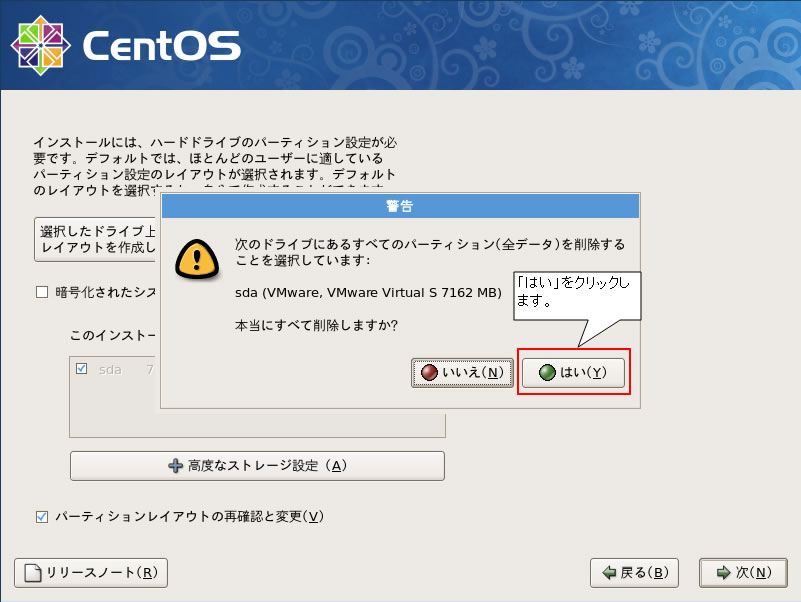 CentOS
インストールには、ハードドライブのパーティション設定が必
要です。デフォルトでは、ほとんどのユーザーに適している
パーティション設定のレイアウトが選択されます。デフォルト
のレイアウトを選択す
選択したドライブ上
レイアウトを作成し
暗号化されたシス
このインストー
sda 7
警告
次のドライブにあるすべてのパーティション(全データ)を削除する
ことを選択しています:
sda (VMware, VMware Virtual S 7162 MB)
本当にすべて削除しますか?
「はい」をクリックし
ます。
いいえ(N)
はい(Y)
高度なストレージ設定 (A)
パーティションレイアウトの再確認と変更(V)
リリースノート(R)
戻る(B)
次(N)